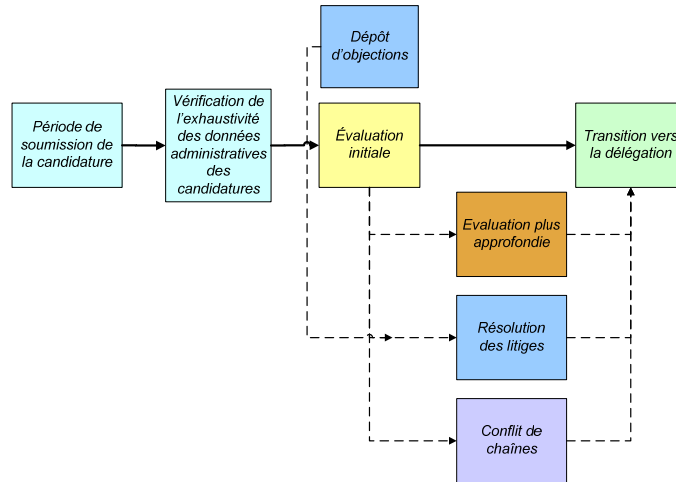 Dépôt
d'objections
Période de
soumission de
la candidature
Vérification de
l'exhaustivité
des données
administratives
des
candidatures
Évaluation
initiale
Transition vers
la délégation
Evaluation plus
approfondie
Résolution
des litiges
Conflit de
chaînes